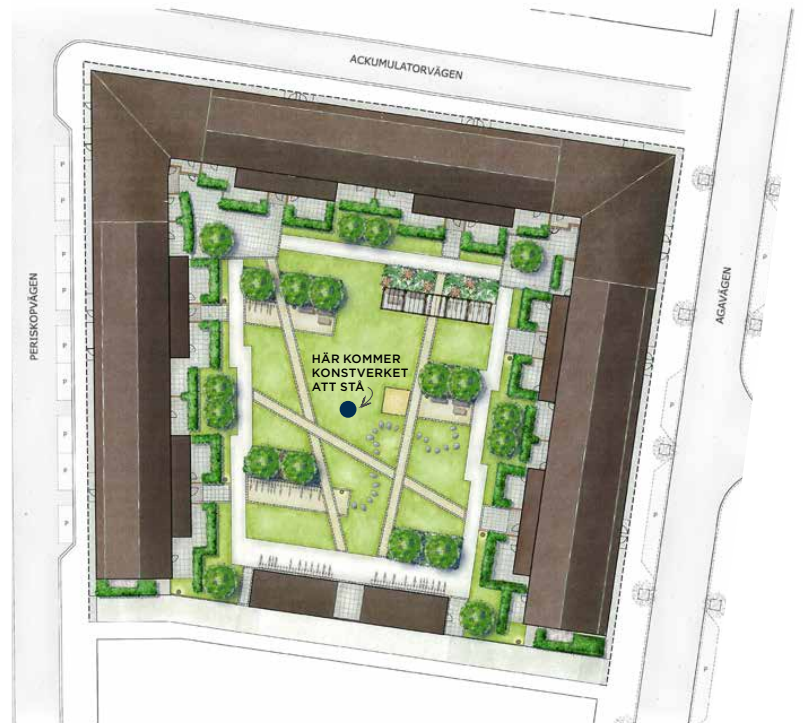 ACKUMULATORVÄGEN
PERISKOPVÄGEN
AGAVÄGEN
HÄR KOMMER
KONSTVERKET
ATT STÅ
P
P
P
P
P
P
P
P
P
P
P